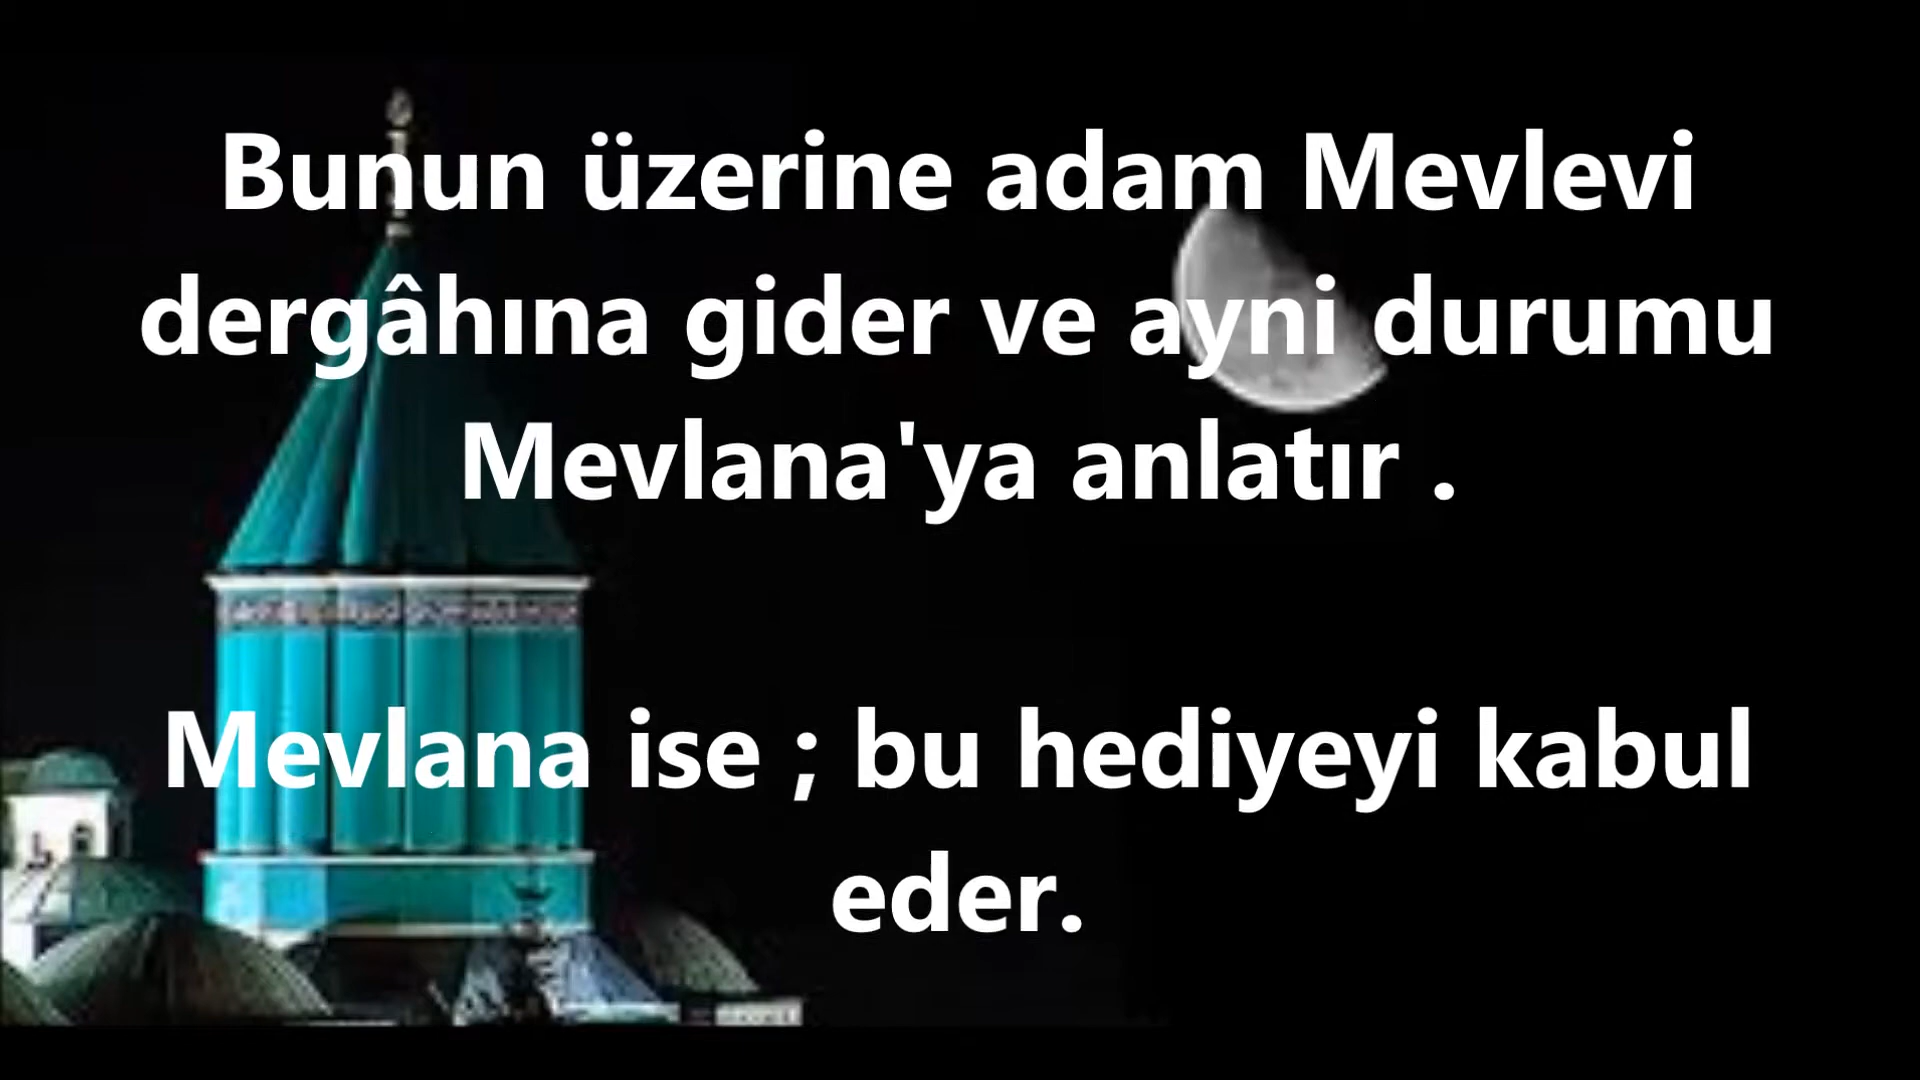 Bunun üzerine adam Mevlevi
dergâhına gider ve ayni durumu
Mevlana'ya anlatır .
Mevlana ise ; bu hediyeyi kabul
eder.